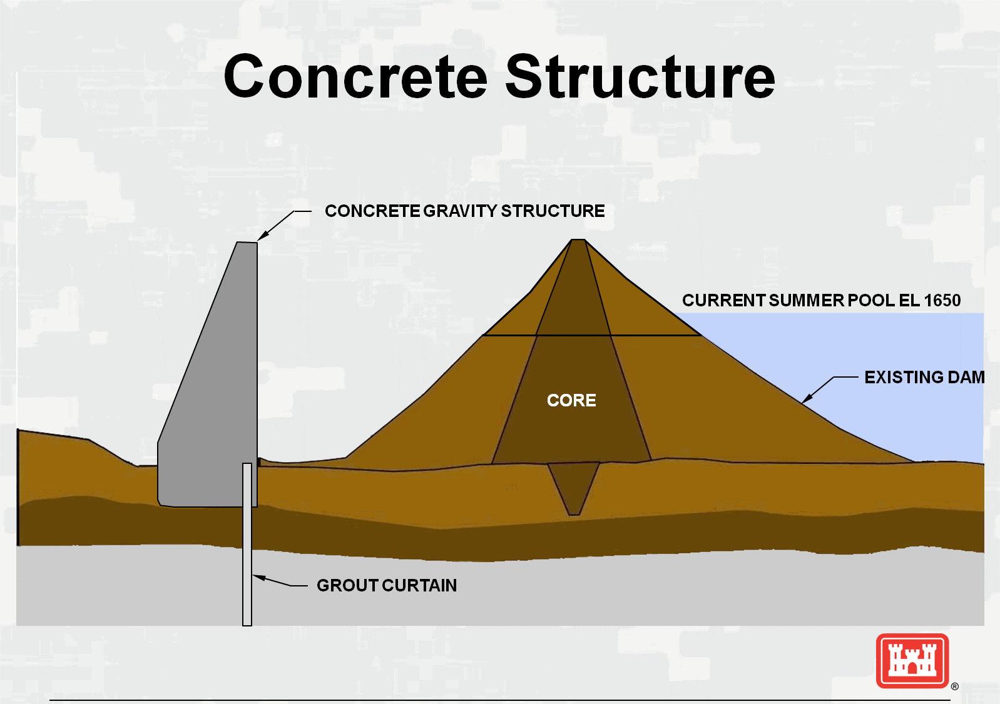 Concrete Structure
CONCRETE GRAVITY STRUCTURE
CURRENT SUMMER POOL EL 1650
EXISTING DAM
CORE
GROUT CURTAIN
®